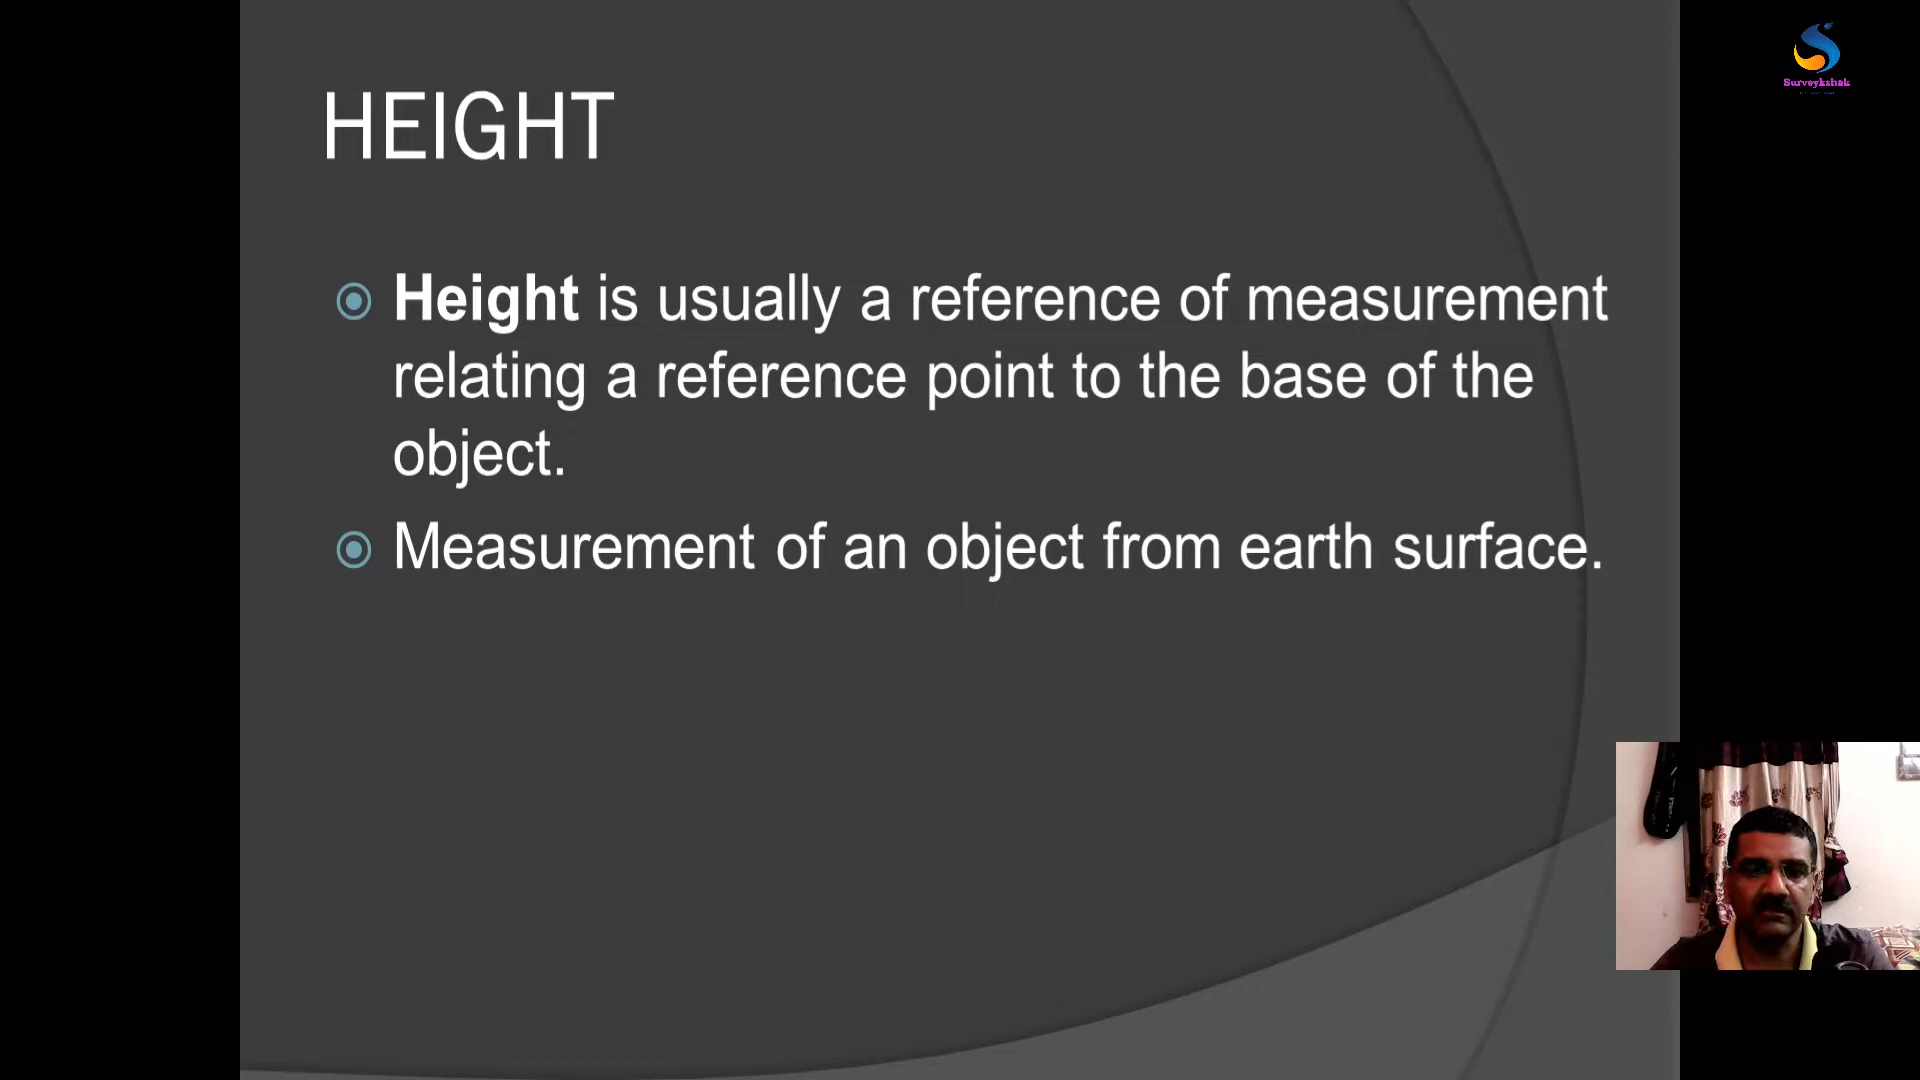 HEIGHT
Height is usually a reference of measurement
relating a reference point to the base of the
object.
Measurement of an object from earth surface.
Surveykshak